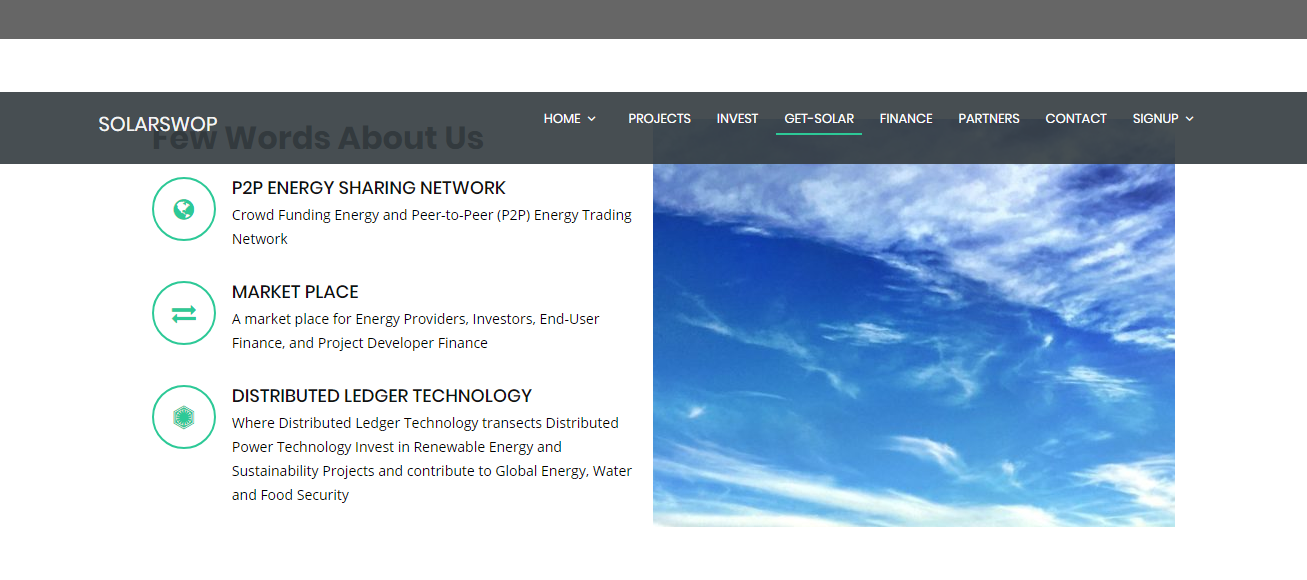 SOLARSWOP
HOME PROJECTS INVEST GET-SOLAR FINANCE PARTNERS CONTACT SIGNUP
Few Words About Us
P2P ENERGY SHARING NETWORK
Crowd Funding Energy and Peer-to-Peer (P2P) Energy Trading
Network
MARKET PLACE
A market place for Energy Providers, Investors, End-User
Finance, and Project Developer Finance
DISTRIBUTED LEDGER TECHNOLOGY
Where Distributed Ledger Technology transects Distributed
Power Technology Invest in Renewable Energy and
Sustainability Projects and contribute to Global Energy, Water
and Food Security